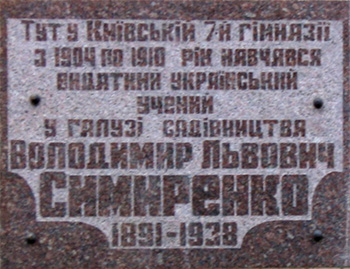 Тут у Київській 7-й гімназії
з 1904 по 1910 рік навчався
видатний український
учений
у галузі садівництва
Володимир Львович
Симиренко
1891-1938